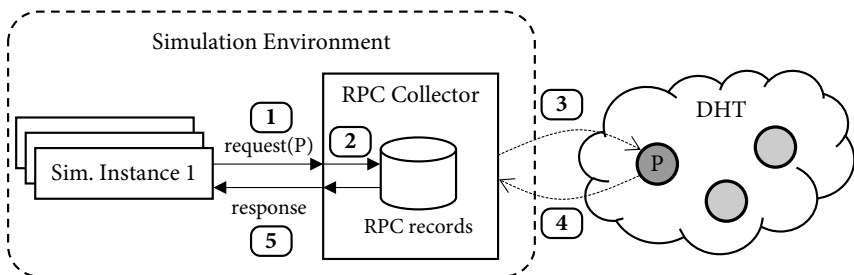 Simulation Environment
RPC Collector
1
2
3
DHT
request(P)
P
Sim. Instance 1
response
RPC records
4
5